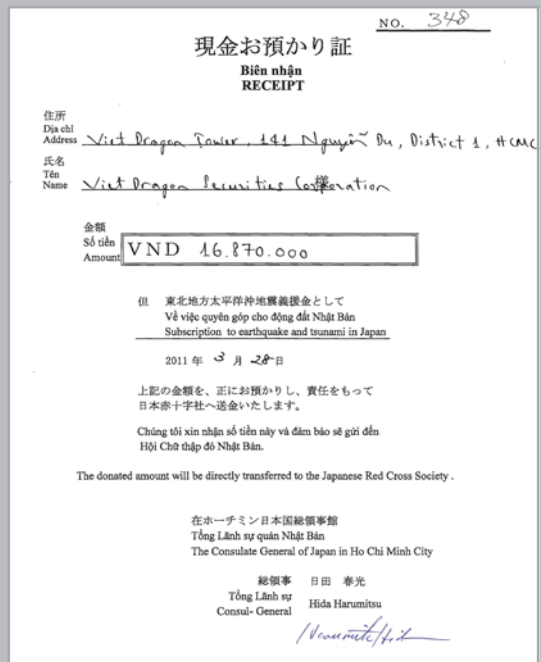 NO. 348
現金お預かり証
Biên nhận
RECEIPT
住所
Địa chỉ
Address Viet Dragon Tower, 141 Nguyễn Du, District 1, HCMC
氏名
Tên
Name Viet Dragon Securities Corporation 様
金額
Số tiền
Amount VND 16.870.000
但 東北地方太平洋沖地震義援金として
Về việc quyên góp cho động đất Nhật Bản
Subscription to earthquake and tsunami in Japan
2011 年 3 月 28 日
上記の金額を、正にお預かりし、責任をもって
日本赤十字社へ送金いたします。
Chúng tôi xin nhận số tiền này và đảm bảo sẽ gửi đến
Hội Chữ thập đỏ Nhật Bản.
The donated amount will be directly transferred to the Japanese Red Cross Society .
在ホーチミン日本国総領事館
Tổng Lãnh sự quán Nhật Bản
The Consulate General of Japan in Ho Chi Minh City
総領事 日田 春光
Tổng Lãnh sự
Consul- General Hida Harumitsu